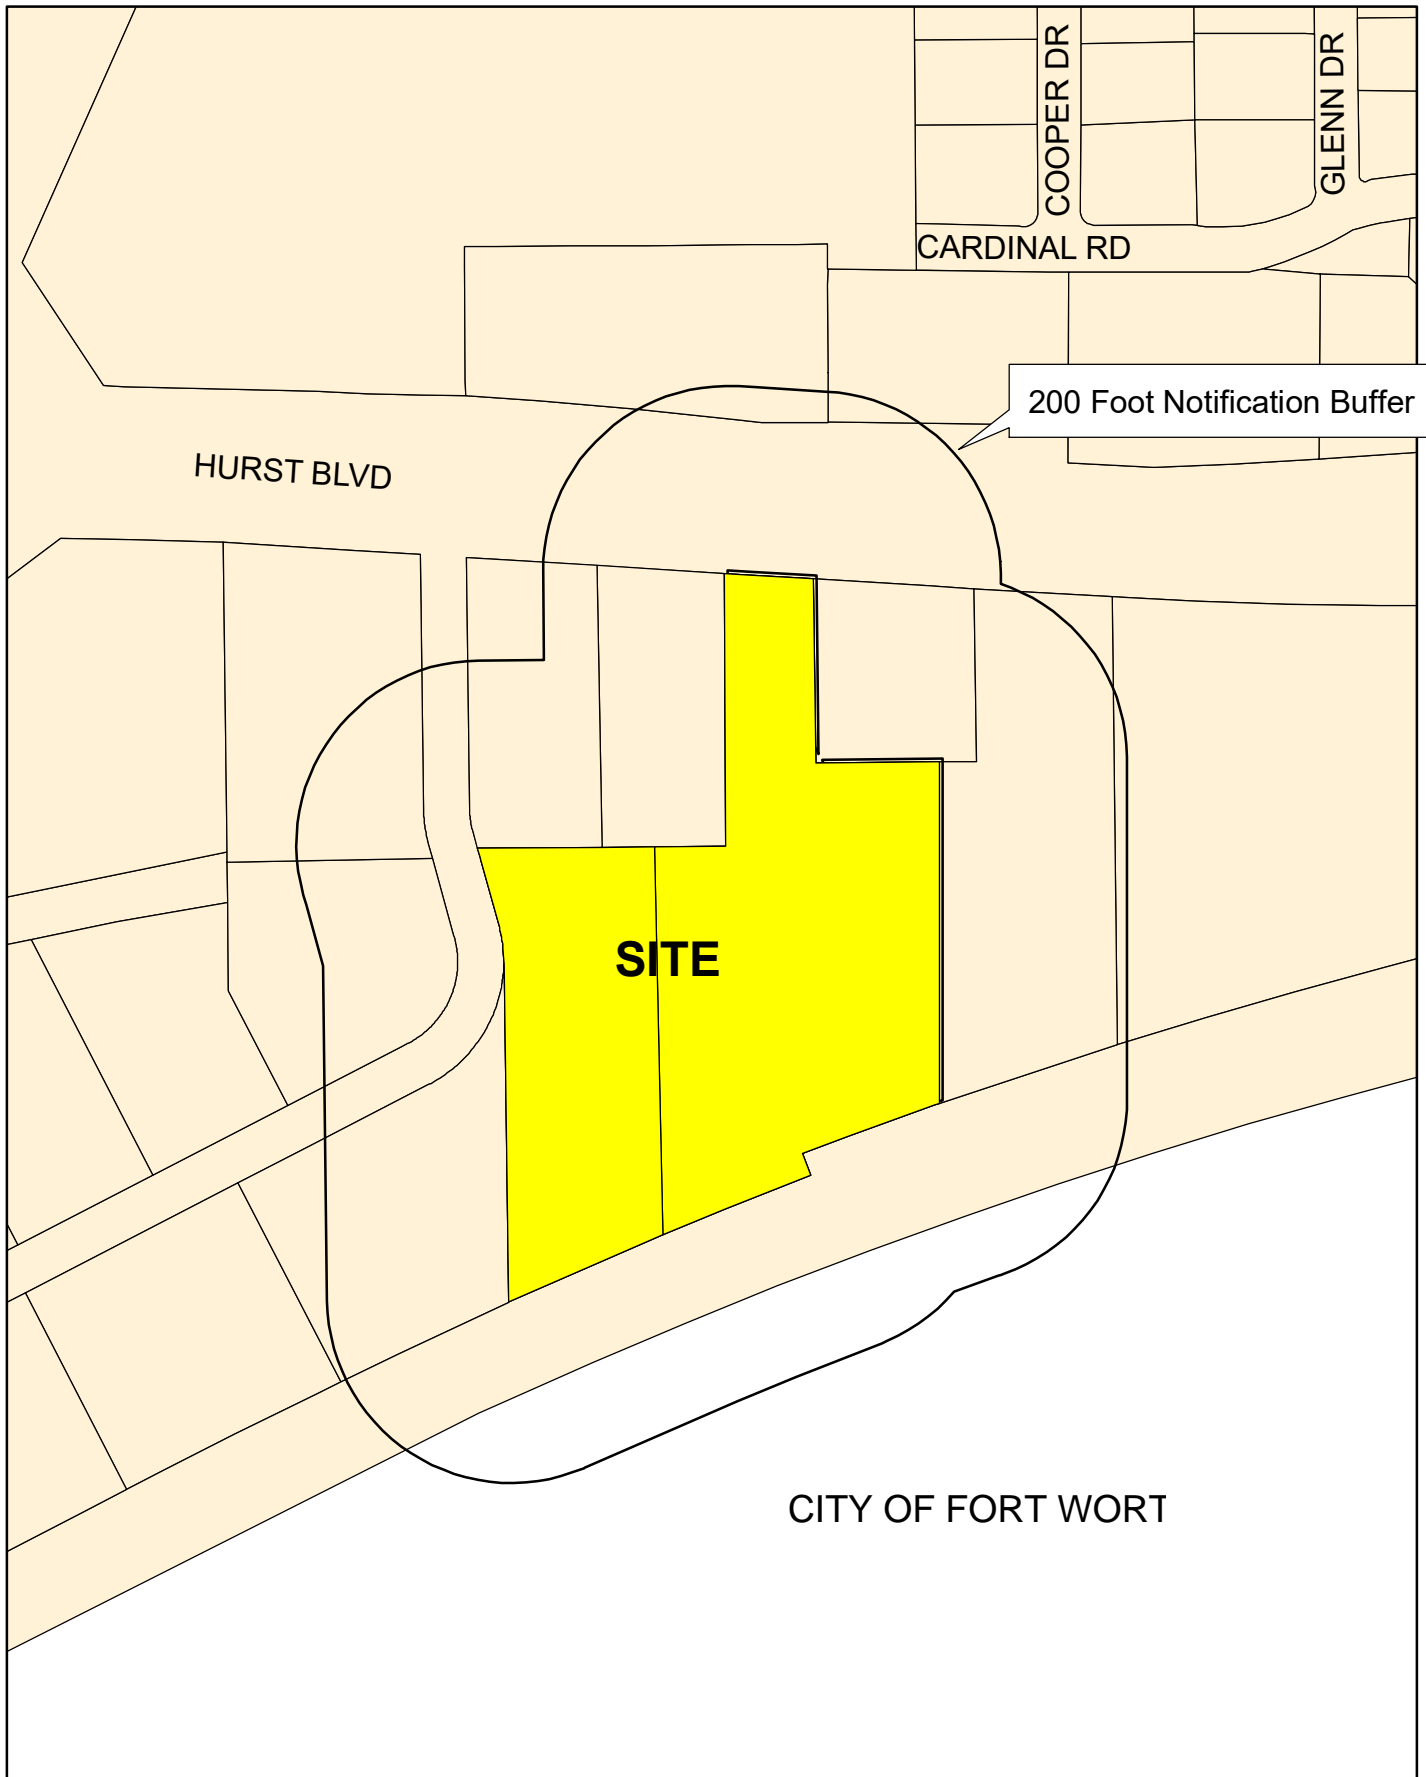 COOPER DR
GLENN DR
CARDINAL RD
200 Foot Notification Buffer
HURST BLVD
SITE
CITY OF FORT WORT